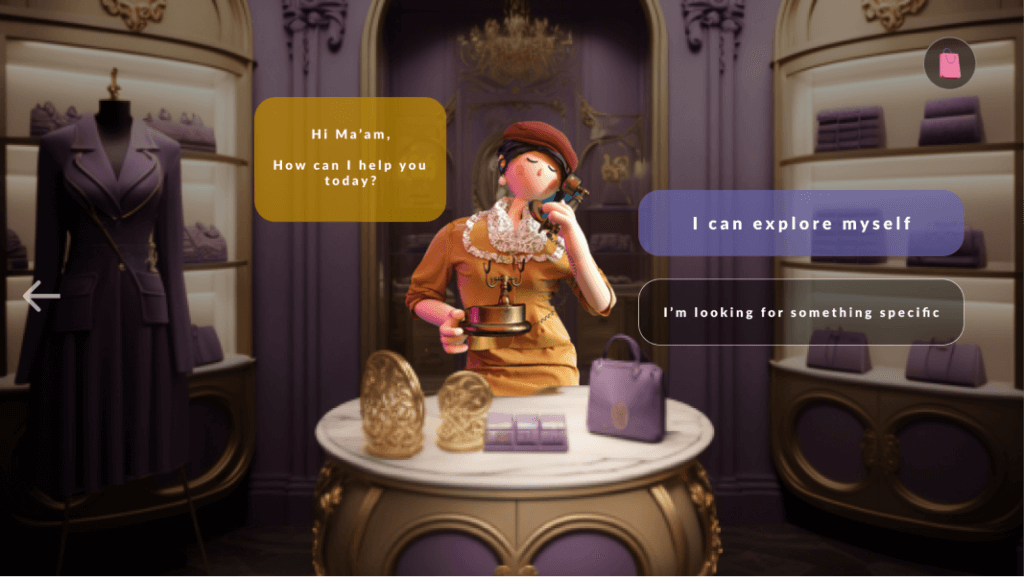 Hi Ma'am,
How can I help you
today?
I can explore myself
I'm looking for something specific